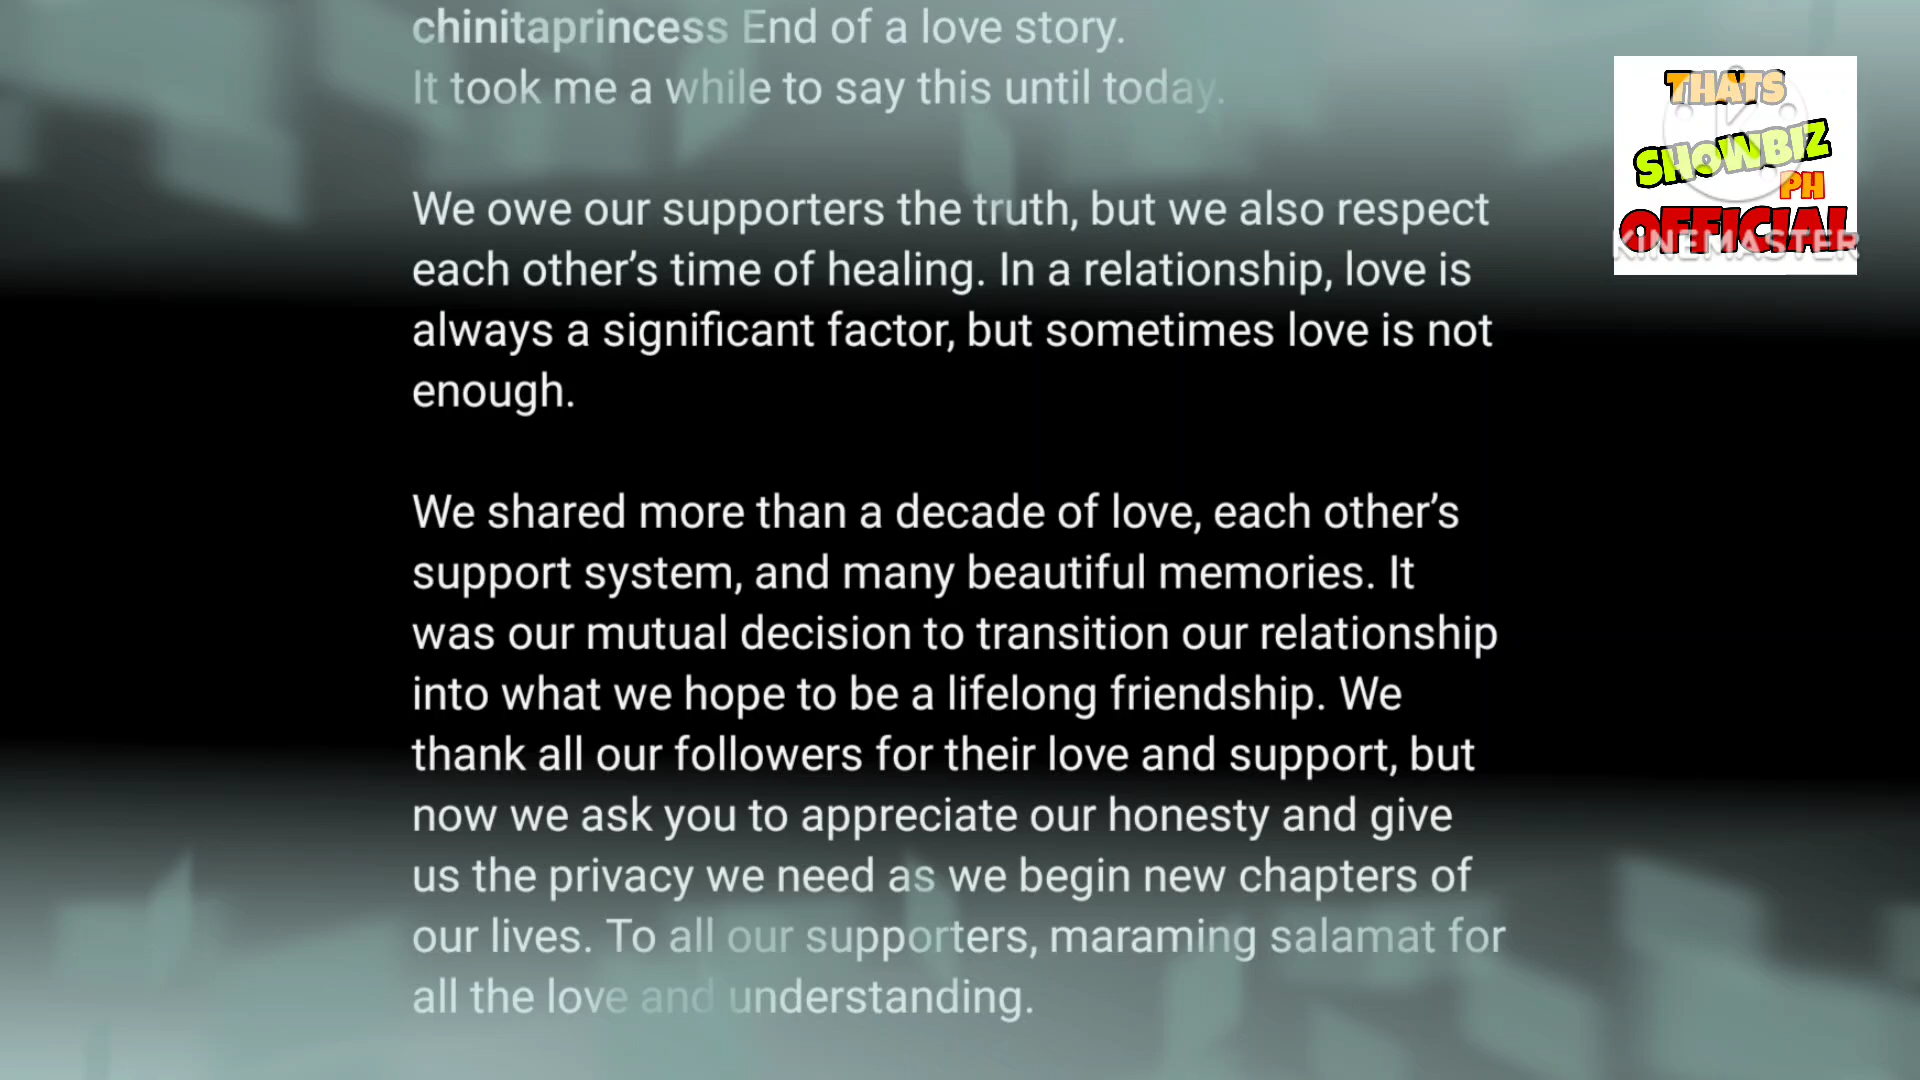 chinitaprincess End of a love story.
It took me a while to say this until today.
We owe our supporters the truth, but we also respect
each other’s time of healing. In a relationship, love is
always a significant factor, but sometimes love is not
enough.
We shared more than a decade of love, each other’s
support system, and many beautiful memories. It
was our mutual decision to transition our relationship
into what we hope to be a lifelong friendship. We
thank all our followers for their love and support, but
now we ask you to appreciate our honesty and give
us the privacy we need as we begin new chapters of
our lives. To all our supporters, maraming salamat for
all the love and understanding.
THATS
SHOWBIZ
PH
OFFICIAL
KINEMASTER